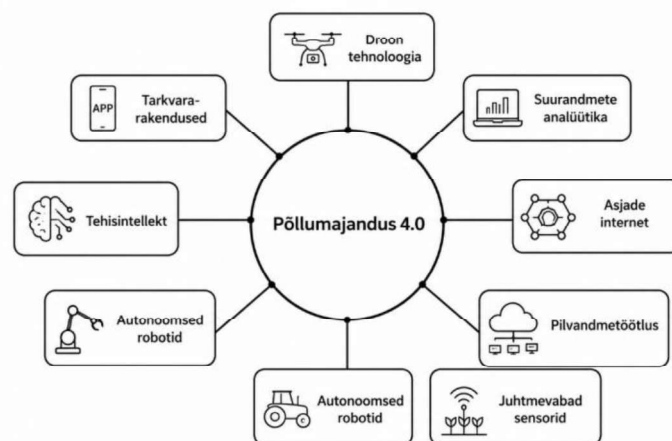 Droon
tehnoloogia
APP
Tarkvara-
rakendused
Suurandmete
analüütika
Tehisintellekt
Põllumajandus 4.0
Asjade
internet
Autonoomsed
robotid
Pilvandmetöötlus
Autonoomsed
robotid
Juhtmevabad
sensorid